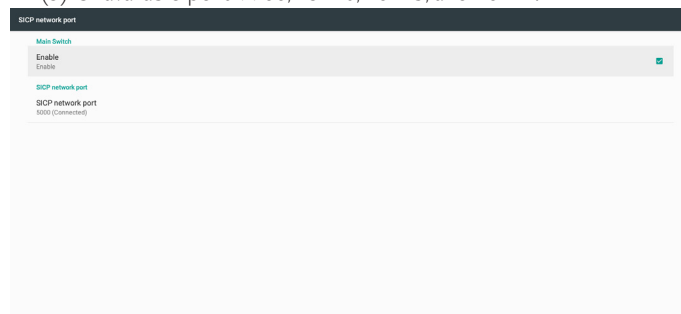 SICP network port
Main Switch
Enable
Enable
SICP network port
SICP network port
5000 (Connected)